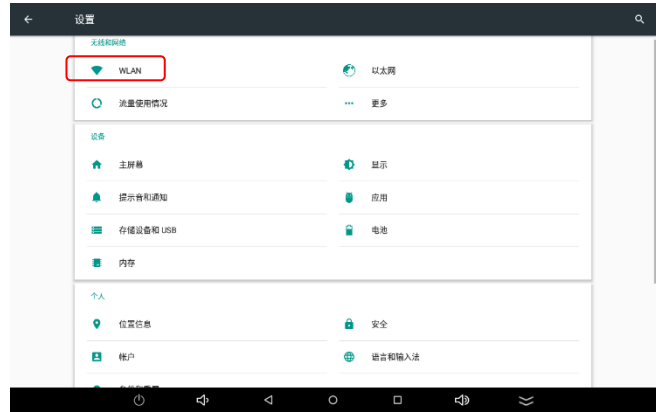 设置
无线和网络
WLAN
以太网
流量使用情况
更多
设备
主屏幕
显示
提示音和通知
应用
存储设备和 USB
电池
内存
个人
位置信息
安全
帐户
语言和输入法